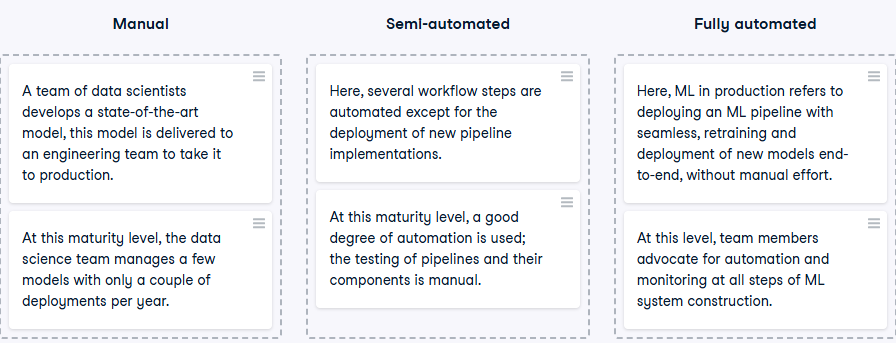 Manual
A team of data scientists
develops a state-of-the-art
model, this model is delivered to
an engineering team to take it
to production.
At this maturity level, the data
science team manages a few
models with only a couple of
deployments per year.
Semi-automated
Here, several workflow steps are
automated except for the
deployment of new pipeline
implementations.
At this maturity level, a good
degree of automation is used;
the testing of pipelines and their
components is manual.
Fully automated
Here, ML in production refers to
deploying an ML pipeline with
seamless, retraining and
deployment of new models end-
to-end, without manual effort.
At this level, team members
advocate for automation and
monitoring at all steps of ML
system construction.